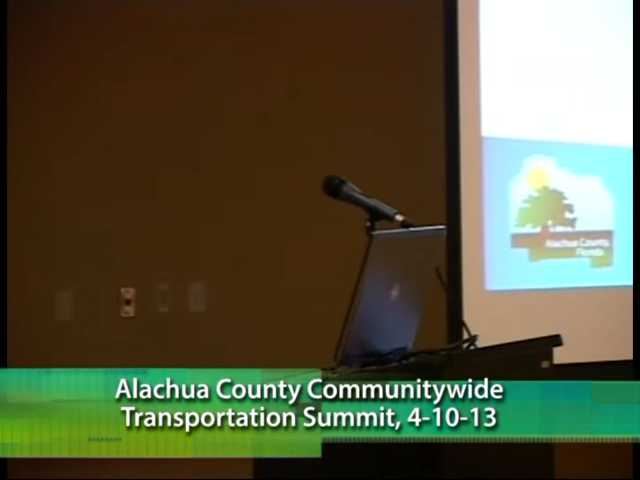 Alachua County
Florida
Alachua County Communitywide
Transportation Summit, 4-10-13